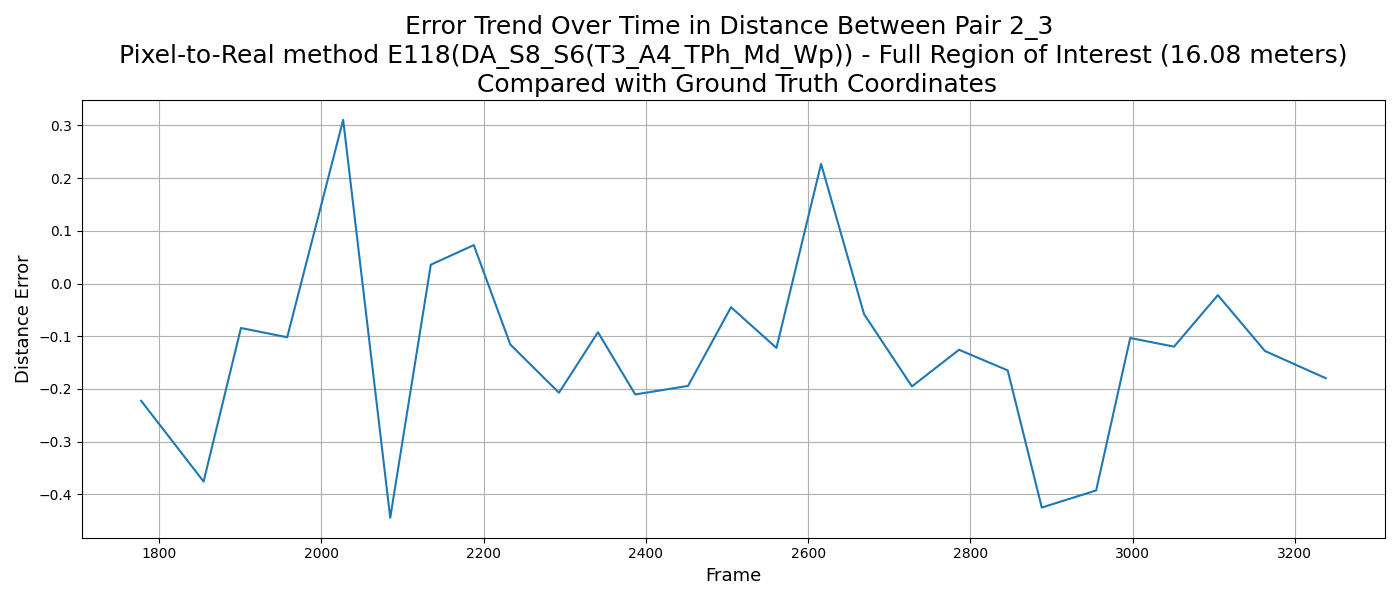 Error Trend Over Time in Distance Between Pair 2_3
Pixel-to-Real method E118(DA_S8_S6(T3_A4_TPh_Md_Wp)) - Full Region of Interest (16.08 meters)
Compared with Ground Truth Coordinates
Distance Error
0.3
0.2
0.1
0.0
−0.1
−0.2
−0.3
−0.4
1800 2000 2200 2400 2600 2800 3000 3200
Frame